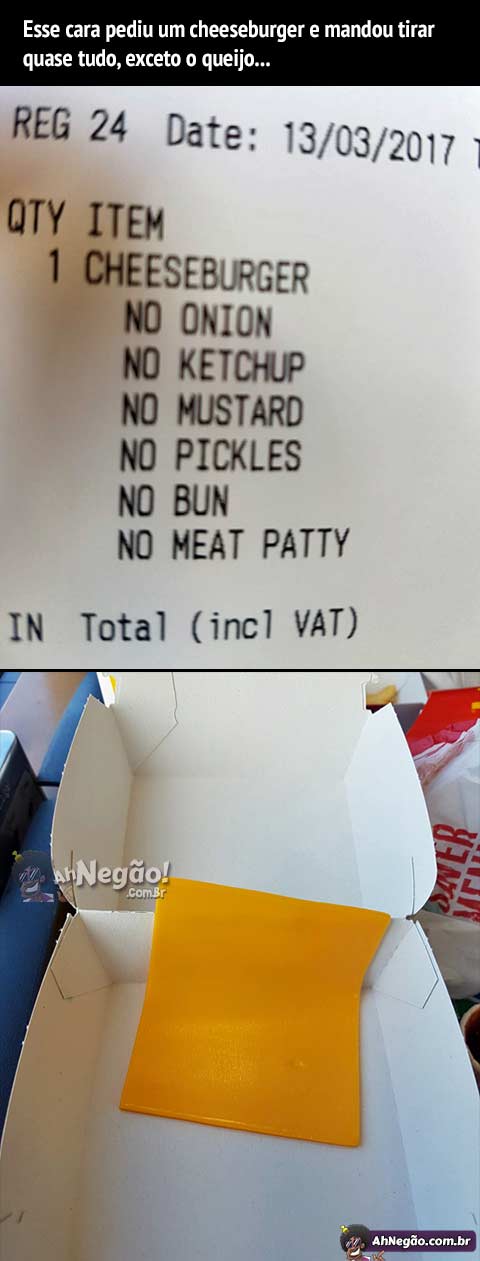 Esse cara pediu um cheeseburger e mandou tirar
quase tudo, exceto o queijo...
REG 24 Date: 13/03/2017
QTY ITEM
1 CHEESEBURGER
NO ONION
NO KETCHUP
NO MUSTARD
NO PICKLES
NO BUN
NO MEAT PATTY
IN Total (incl VAT)
AhNegão!
.com.Br
SAVER
MENU
AhNegão.com.br